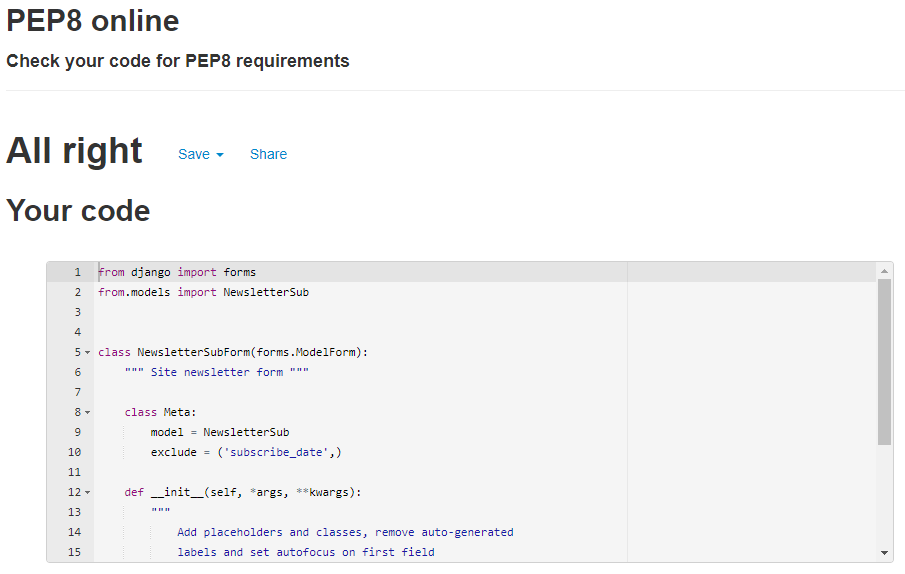 PEP8 online
Check your code for PEP8 requirements
All right Save Share
Your code
1 from django import forms
2 from.models import NewsletterSub
3
4
5 class NewsletterSubForm(forms.ModelForm):
6     """ Site newsletter form """
7
8     class Meta:
9         model = NewsletterSub
10         exclude = ('subscribe_date',)
11
12     def __init__(self, *args, **kwargs):
13         """
14             Add placeholders and classes, remove auto-generated
15             labels and set autofocus on first field